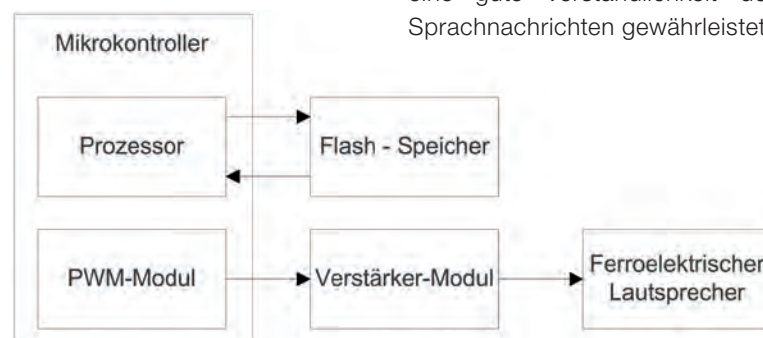 Sprachnachrichten gewährleistet
Mikrokontroller
Prozessor
Flash - Speicher
PWM-Modul
Verstärker-Modul
Ferroelektrischer
Lautsprecher